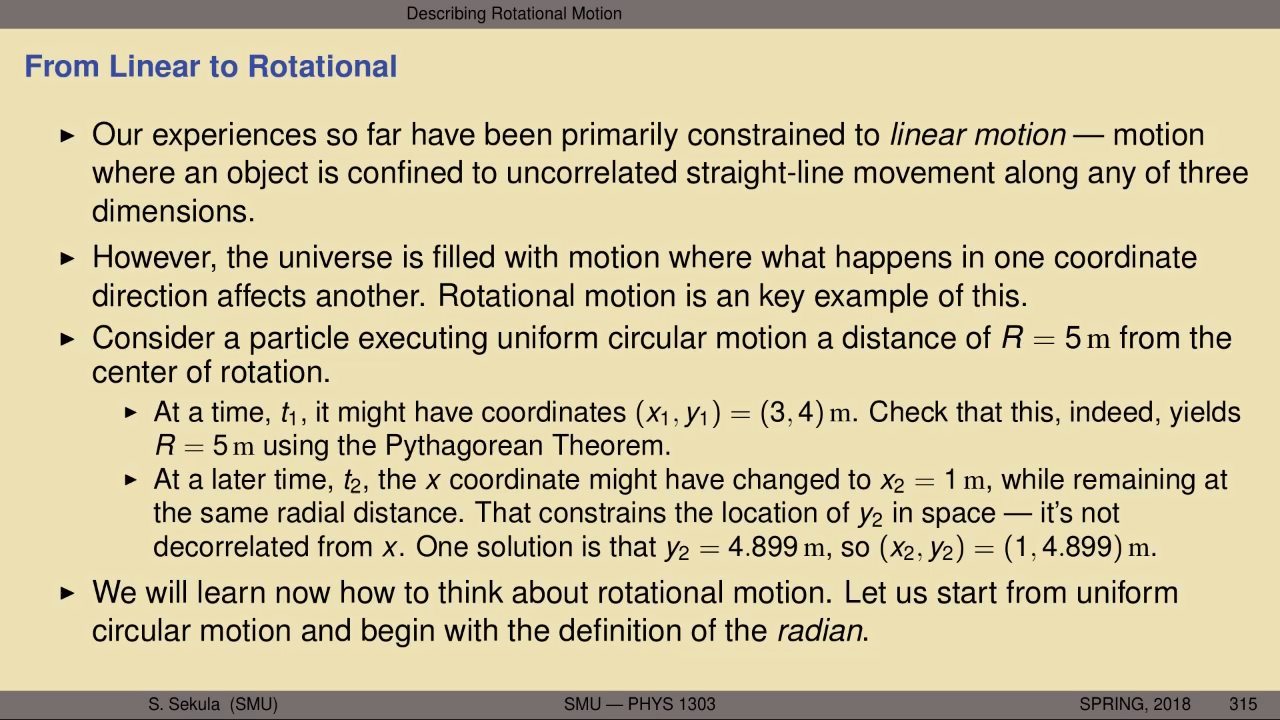 Describing Rotational Motion
From Linear to Rotational
▶ Our experiences so far have been primarily constrained to linear motion — motion
where an object is confined to uncorrelated straight-line movement along any of three
dimensions.
▶ However, the universe is filled with motion where what happens in one coordinate
direction affects another. Rotational motion is an key example of this.
▶ Consider a particle executing uniform circular motion a distance of R = 5 m from the
center of rotation.
▶ At a time, t₁, it might have coordinates (x₁, y₁) = (3, 4) m. Check that this, indeed, yields
R = 5 m using the Pythagorean Theorem.
▶ At a later time, t₂, the x coordinate might have changed to x₂ = 1 m, while remaining at
the same radial distance. That constrains the location of y₂ in space — it's not
decorrelated from x. One solution is that y₂ = 4.899 m, so (x₂, y₂) = (1, 4.899) m.
▶ We will learn now how to think about rotational motion. Let us start from uniform
circular motion and begin with the definition of the radian.
S. Sekula (SMU) SMU — PHYS 1303 SPRING, 2018 315